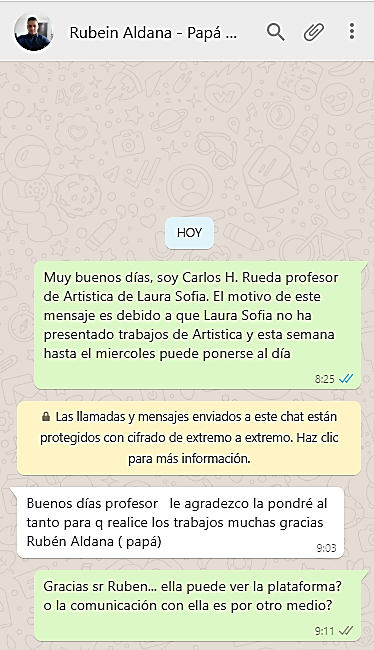 Rubein Aldana - Papá ...
HOY
Muy buenos días, soy Carlos H. Rueda profesor
de Artistica de Laura Sofia. El motivo de este
mensaje es debido a que Laura Sofia no ha
presentado trabajos de Artistica y esta semana
hasta el miercoles puede ponerse al día
8:25
Las llamadas y mensajes enviados a este chat están
protegidos con cifrado de extremo a extremo. Haz clic
para más información.
Buenos días profesor le agradezco la pondré al
tanto para q realice los trabajos muchas gracias
Rubén Aldana ( papá)
9:03
Gracias sr Ruben... ella puede ver la plataforma?
o la comunicación con ella es por otro medio?
9:11